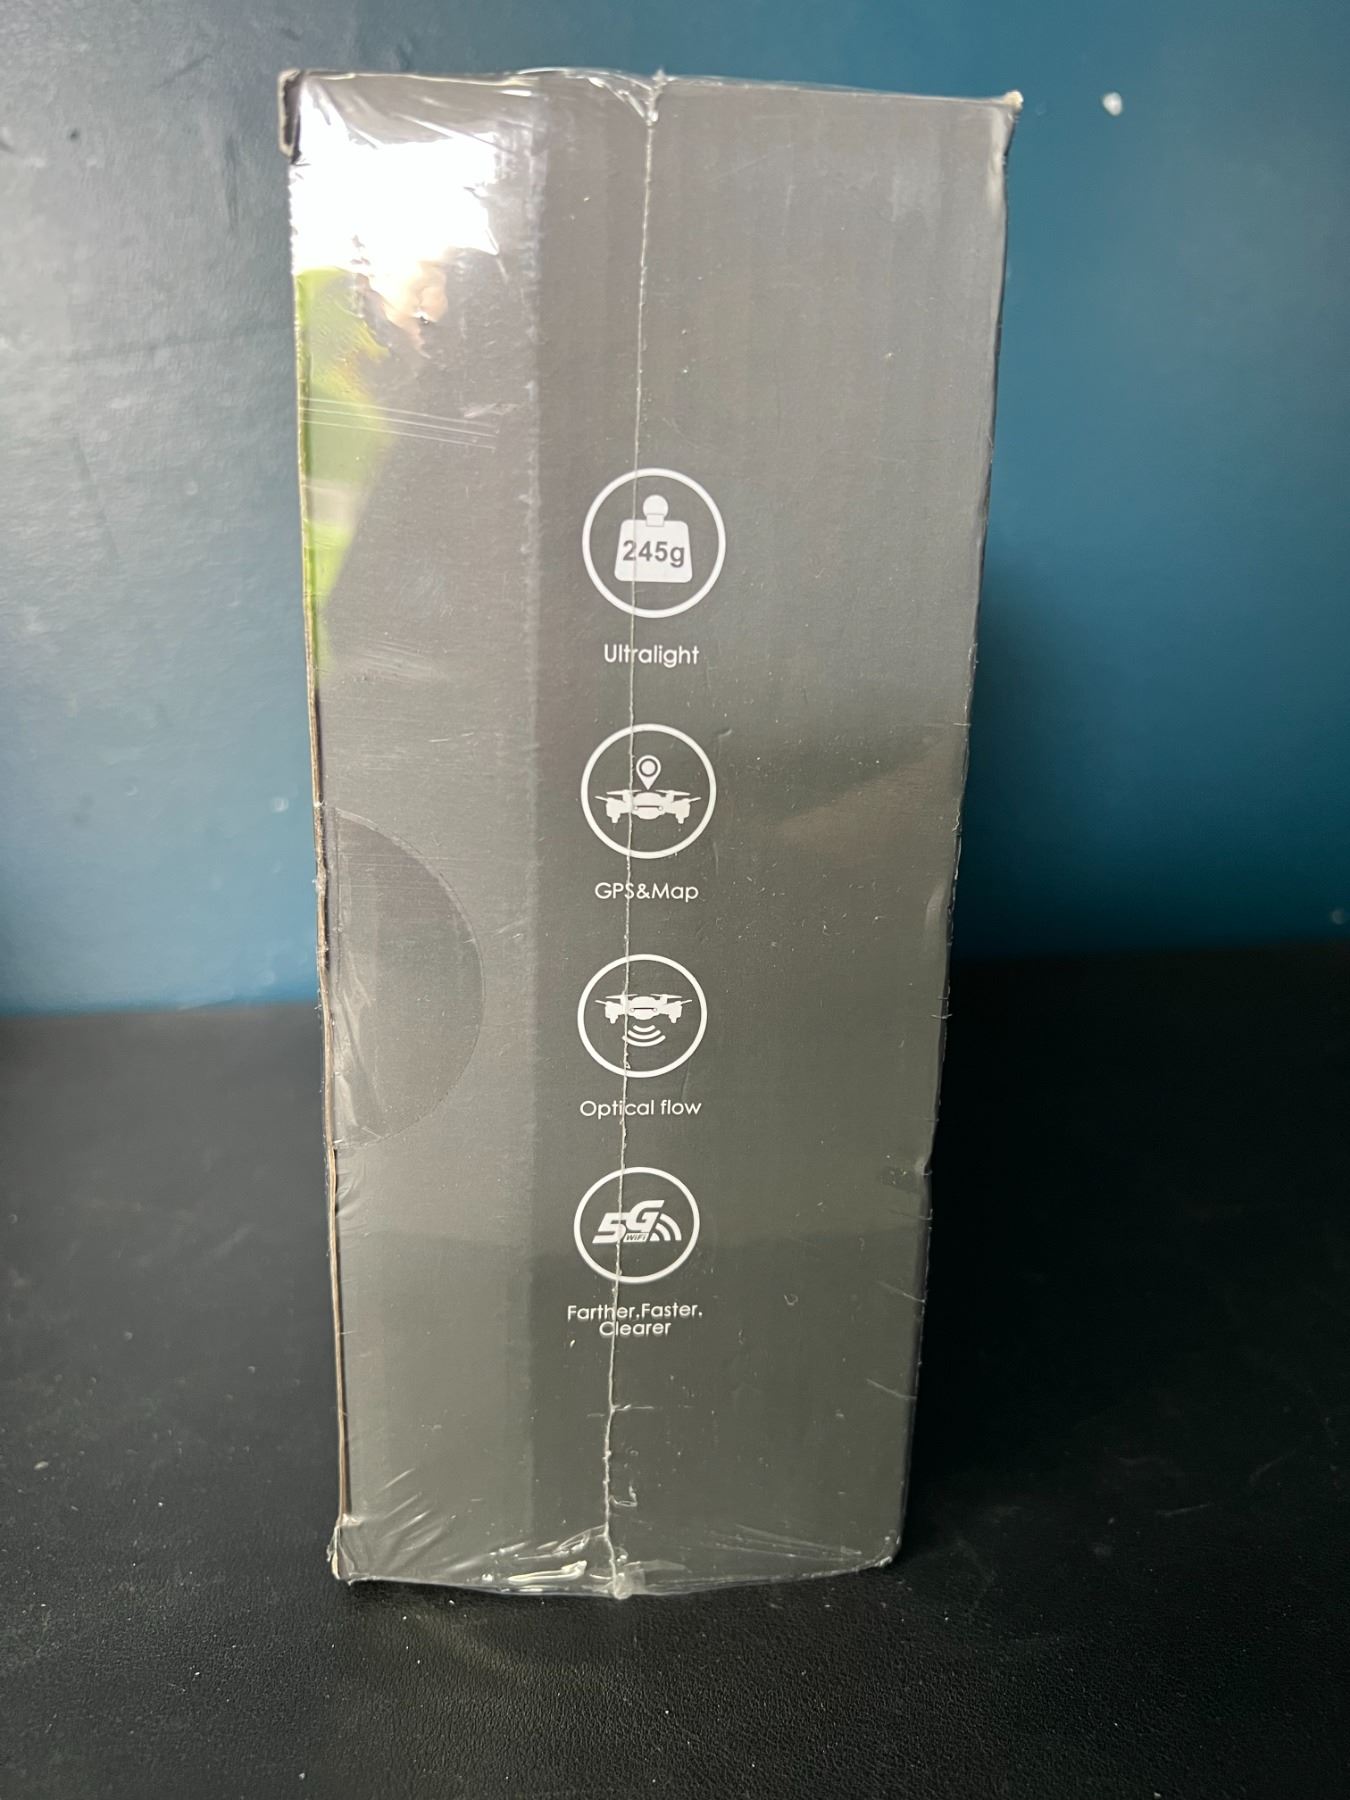 245g
Ultralight
GPS&Map
Optical flow
5G
WiFi
Farther.Faster.
Clearer